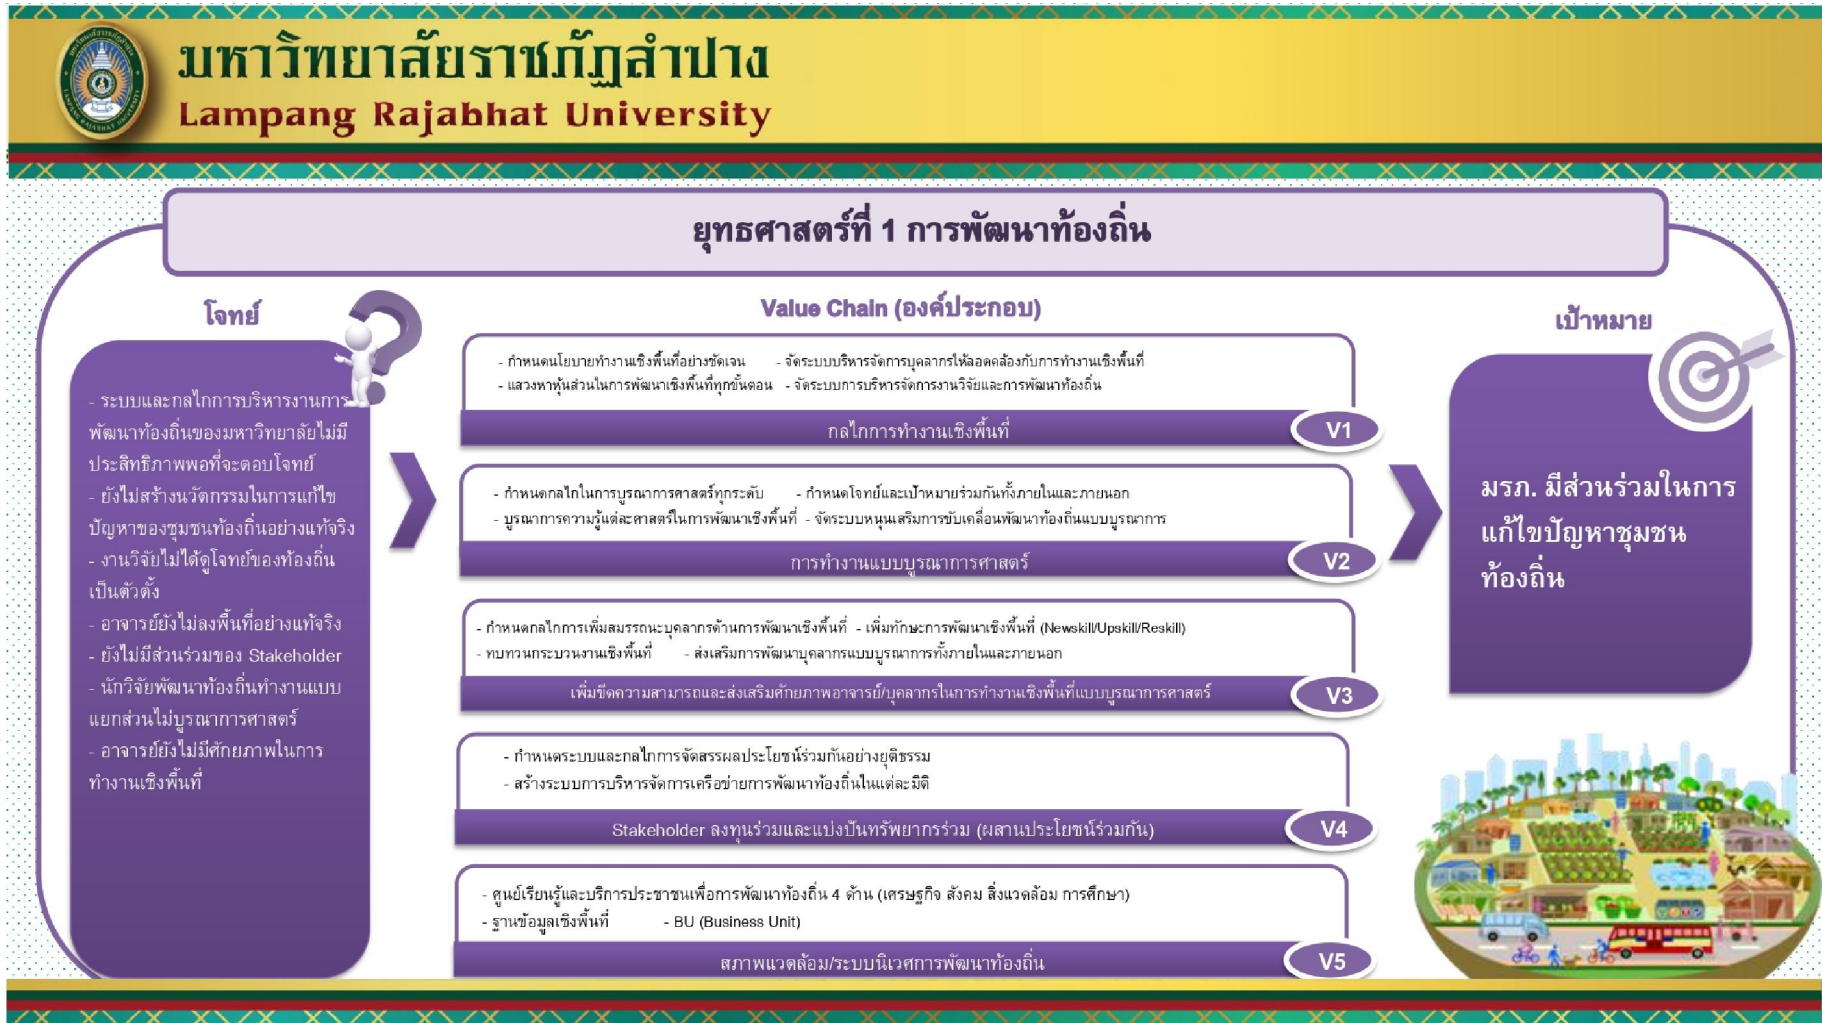 มหาวิทยาลัยราชภัฏลำปาง
Lampang Rajabhat University
ยุทธศาสตร์ที่ 1 การพัฒนาท้องถิ่น
โจทย์
- ระบบและกลไกการบริหารงานการ
พัฒนาท้องถิ่นของมหาวิทยาลัยไม่มี
ประสิทธิภาพพอที่จะตอบโจทย์
- ยังไม่สร้างนวัตกรรมในการแก้ไข
ปัญหาของชุมชนท้องถิ่นอย่างแท้จริง
- งานวิจัยไม่ได้ดูโจทย์ของท้องถิ่น
เป็นตัวตั้ง
- อาจารย์ยังไม่ลงพื้นที่อย่างแท้จริง
- ยังไม่มีส่วนร่วมของ Stakeholder
- นักวิจัยพัฒนาท้องถิ่นทำงานแบบ
แยกส่วนไม่บูรณาการศาสตร์
- อาจารย์ยังไม่มีศักยภาพในการ
ทำงานเชิงพื้นที่
Value Chain (องค์ประกอบ)
- กำหนดนโยบายทำงานเชิงพื้นที่อย่างชัดเจน - จัดระบบบริหารจัดการบุคลากรให้สอดคล้องกับการทำงานเชิงพื้นที่
- แสวงหาหุ้นส่วนในการพัฒนาเชิงพื้นที่ทุกขั้นตอน - จัดระบบการบริหารจัดการงานวิจัยและการพัฒนาท้องถิ่น
กลไกการทำงานเชิงพื้นที่ V1
- กำหนดกลไกในการบูรณาการศาสตร์ทุกระดับ - กำหนดโจทย์และเป้าหมายร่วมกันทั้งภายในและภายนอก
- บูรณาการความรู้แต่ละศาสตร์ในการพัฒนาเชิงพื้นที่ - จัดระบบหนุนเสริมการขับเคลื่อนพัฒนาท้องถิ่นแบบบูรณาการ
การทำงานแบบบูรณาการศาสตร์ V2
- กำหนดกลไกการเพิ่มสมรรถนะบุคลากรด้านการพัฒนาเชิงพื้นที่ - เพิ่มทักษะการพัฒนาเชิงพื้นที่ (Newskill/Upskill/Reskill)
- ทบทวนกระบวนงานเชิงพื้นที่ - ส่งเสริมการพัฒนาบุคลากรแบบบูรณาการทั้งภายในและภายนอก
เพิ่มขีดความสามารถและส่งเสริมศักยภาพอาจารย์/บุคลากรในการทำงานเชิงพื้นที่แบบบูรณาการศาสตร์ V3
- กำหนดระบบและกลไกการจัดสรรผลประโยชน์ร่วมกันอย่างยุติธรรม
- สร้างระบบการบริหารจัดการเครือข่ายการพัฒนาท้องถิ่นในแต่ละมิติ
Stakeholder ลงทุนร่วมและแบ่งปันทรัพยากรร่วม (ผสานประโยชน์ร่วมกัน) V4
- ศูนย์เรียนรู้และบริการประชาชนเพื่อการพัฒนาท้องถิ่น 4 ด้าน (เศรษฐกิจ สังคม สิ่งแวดล้อม การศึกษา)
- ฐานข้อมูลเชิงพื้นที่ - BU (Business Unit)
สภาพแวดล้อม/ระบบนิเวศการพัฒนาท้องถิ่น V5
เป้าหมาย
มรภ. มีส่วนร่วมในการ
แก้ไขปัญหาชุมชน
ท้องถิ่น